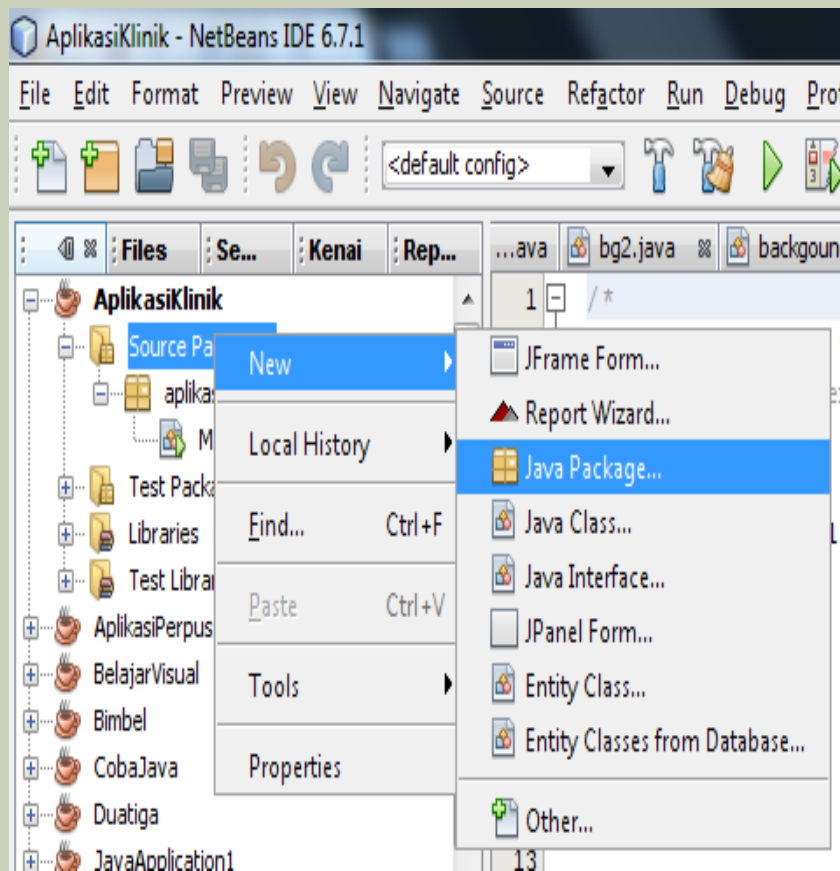 AplikasiKlinik - NetBeans IDE 6.7.1
File Edit Format Preview View Navigate Source Refactor Run Debug Prof
<default config>
Files Se... Kenai Rep... ...ava bg2.java backgoun
AplikasiKlinik
1 /*
Source Pa
aplikas
M
Test Packa
Libraries
Test Librar
AplikasiPerpus
BelajarVisual
Bimbel
CobaJava
Duatiga
JavaApplication1
New
Local History
Find... Ctrl+F
Paste Ctrl+V
Tools
Properties
JFrame Form...
Report Wizard...
Java Package...
Java Class...
Java Interface...
JPanel Form...
Entity Class...
Entity Classes from Database...
Other...
13